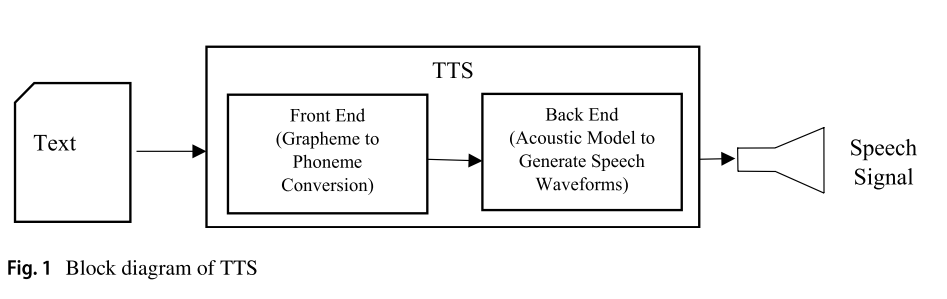 TTS
Text
Front End
(Grapheme to
Phoneme
Conversion)
Back End
(Acoustic Model to
Generate Speech
Waveforms)
Speech
Signal
Fig. 1 Block diagram of TTS